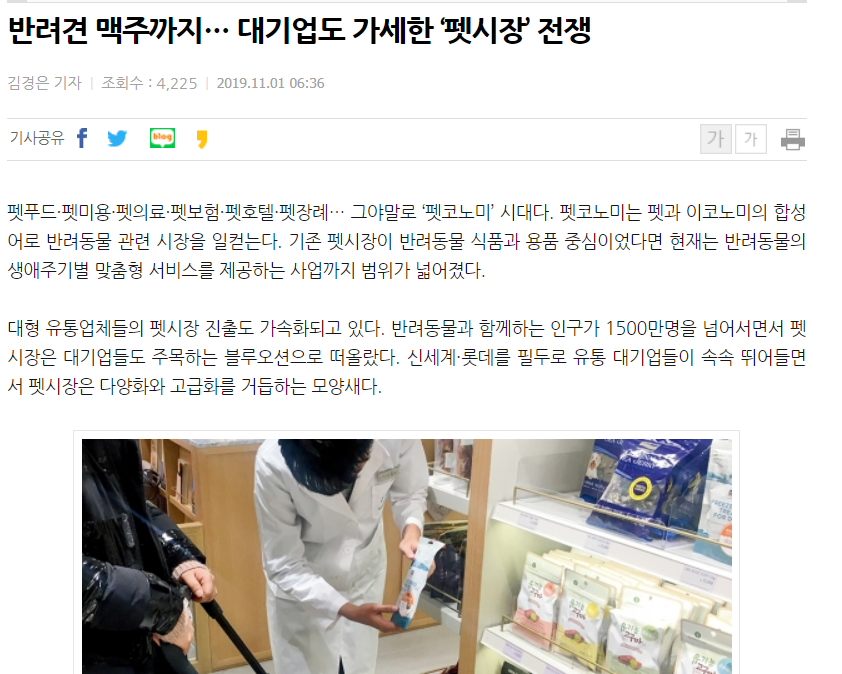 반려견 맥주까지… 대기업도 가세한 ‘펫시장’ 전쟁
김경은 기자 | 조회수 : 4,225 | 2019.11.01 06:36
기사공유 f blog 가 가
펫푸드·펫미용·펫의료·펫보험·펫호텔·펫장례… 그야말로 ‘펫코노미’ 시대다. 펫코노미는 펫과 이코노미의 합성
어로 반려동물 관련 시장을 일컫는다. 기존 펫시장이 반려동물 식품과 용품 중심이었다면 현재는 반려동물의
생애주기별 맞춤형 서비스를 제공하는 사업까지 범위가 넓어졌다.
대형 유통업체들의 펫시장 진출도 가속화되고 있다. 반려동물과 함께하는 인구가 1500만명을 넘어서면서 펫
시장은 대기업들도 주목하는 블루오션으로 떠올랐다. 신세계·롯데를 필두로 유통 대기업들이 속속 뛰어들면
서 펫시장은 다양화와 고급화를 거듭하는 모양새다.
유기농
고구마